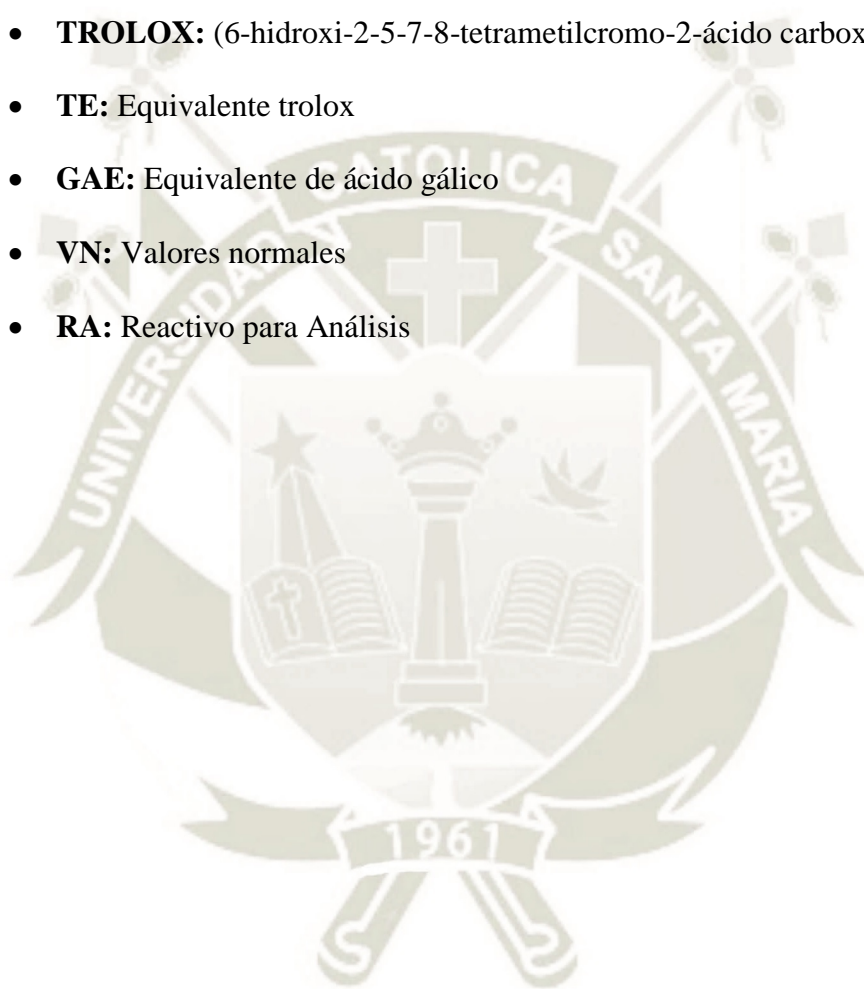 • TROLOX: (6-hidroxi-2-5-7-8-tetrametilcromo-2-ácido carbox
• TE: Equivalente trolox
• GAE: Equivalente de ácido gálico
• VN: Valores normales
• RA: Reactivo para Análisis
UNIVERSIDAD CATOLICA SANTA MARIA
1961